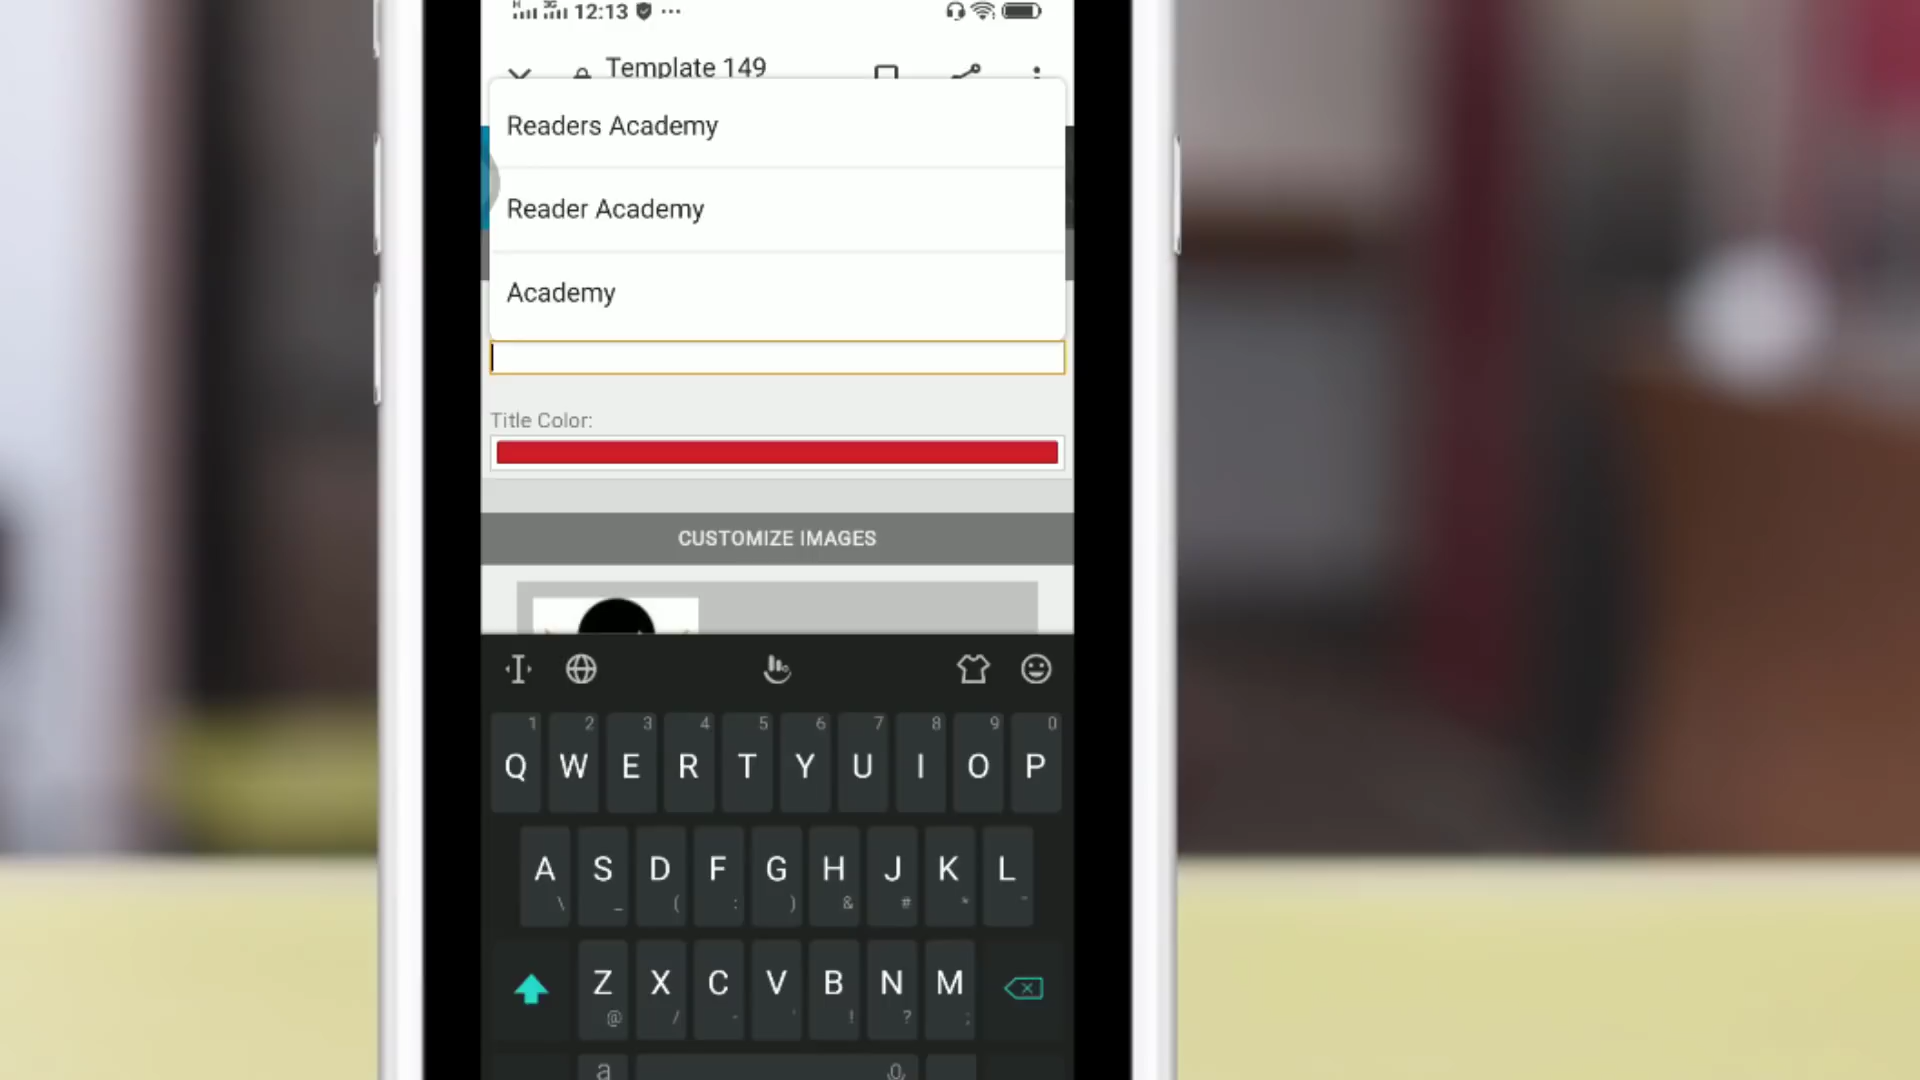 H 3G 12:13 ...
Template 149
Readers Academy
Reader Academy
Academy
Title Color:
CUSTOMIZE IMAGES
1 2 3 4 5 6 7 8 9 0
Q W E R T Y U I O P
A S D F G H J K L
\ _ ( : ) & # * "
Z X C V B N M
@ / - ' ! ? ;
a